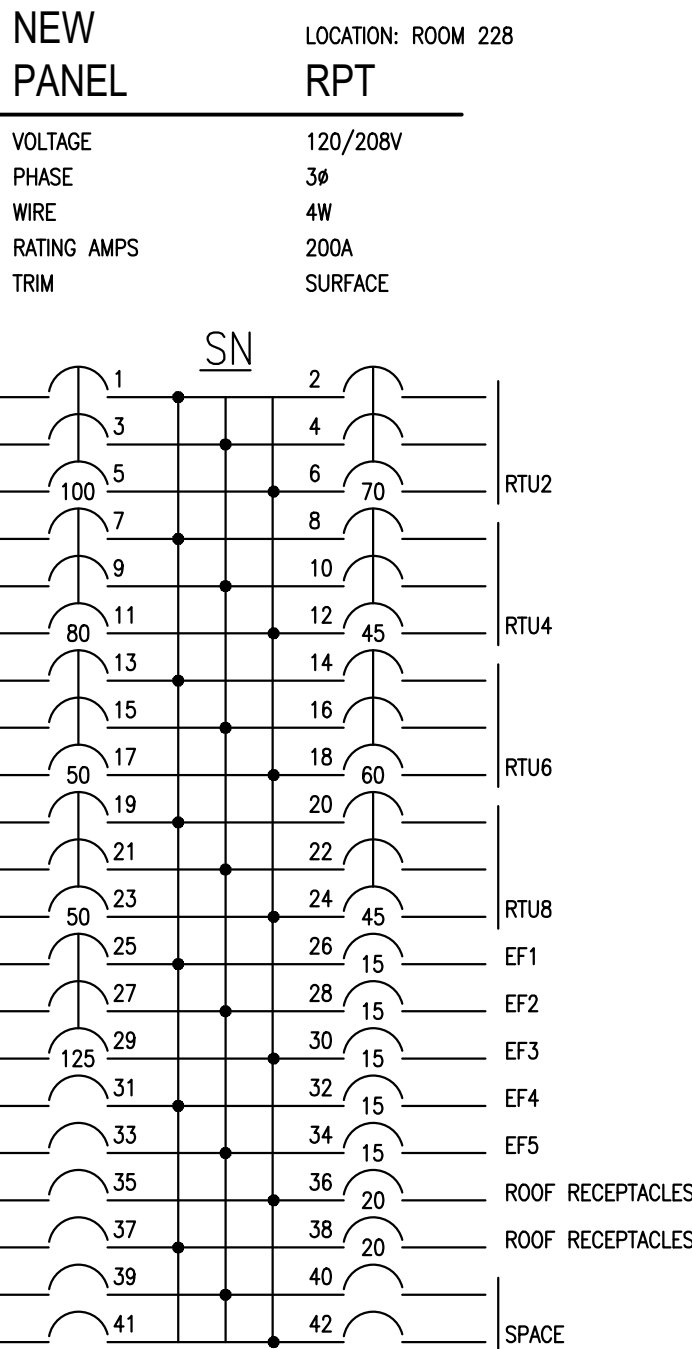 NEW LOCATION: ROOM 228
PANEL RPT
VOLTAGE 120/208V
PHASE 3ø
WIRE 4W
RATING AMPS 200A
TRIM SURFACE
SN
1 2
3 4
100 5 6 70 RTU2
7 8
9 10
80 11 12 45 RTU4
13 14
15 16
50 17 18 60 RTU6
19 20
21 22
50 23 24 45 RTU8
25 26 15 EF1
27 28 15 EF2
125 29 30 15 EF3
31 32 15 EF4
33 34 15 EF5
35 36 20 ROOF RECEPTACLES
37 38 20 ROOF RECEPTACLES
39 40
41 42 SPACE